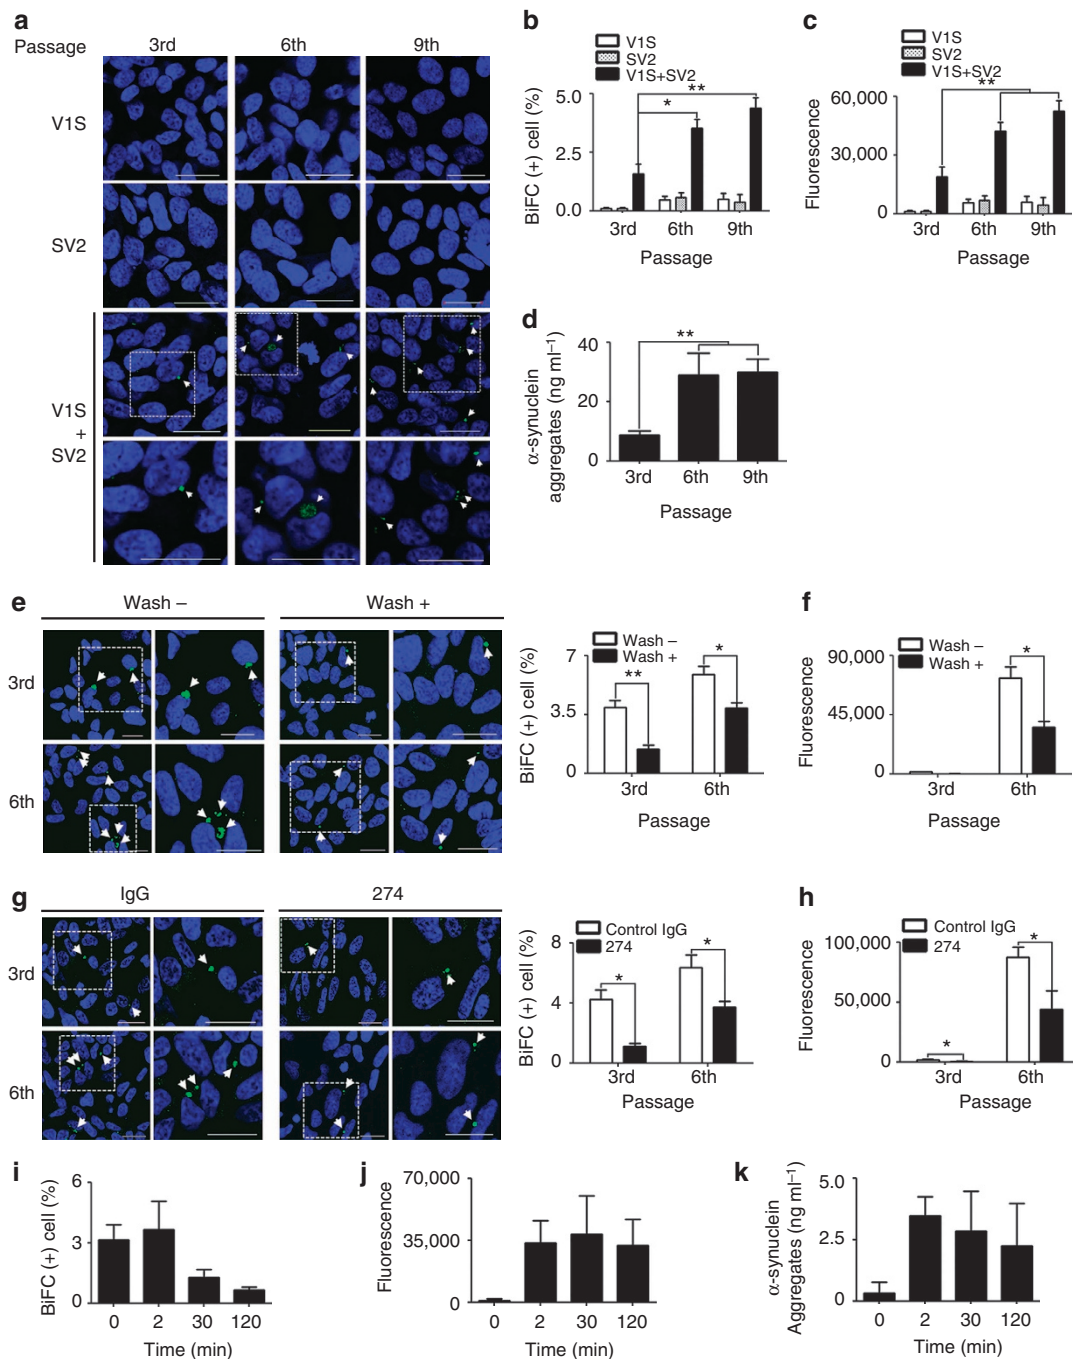 a
Passage 3rd 6th 9th
V1S
SV2
V1S
+
SV2
b
V1S
SV2
V1S+SV2
BiFC (+) cell (%)
5.0
2.5
0.0
*
**
3rd 6th 9th
Passage
c
V1S
SV2
V1S+SV2
Fluorescence
60,000
30,000
0
**
3rd 6th 9th
Passage
d
α-synuclein
aggregates (ng ml⁻¹)
40
20
0
**
3rd 6th 9th
Passage
e
Wash – Wash +
3rd
6th
Wash –
Wash +
BiFC (+) cell (%)
7
3.5
0
**
*
3rd 6th
Passage
f
Wash –
Wash +
Fluorescence
90,000
45,000
0
*
3rd 6th
Passage
g
IgG 274
3rd
6th
Control IgG
274
BiFC (+) cell (%)
8
4
0
*
*
3rd 6th
Passage
h
Control IgG
274
Fluorescence
100,000
50,000
0
*
*
3rd 6th
Passage
i
BiFC (+) cell (%)
6
3
0
0 2 30 120
Time (min)
j
Fluorescence
70,000
35,000
0
0 2 30 120
Time (min)
k
α-synuclein
Aggregates (ng ml⁻¹)
5.0
2.5
0
0 2 30 120
Time (min)